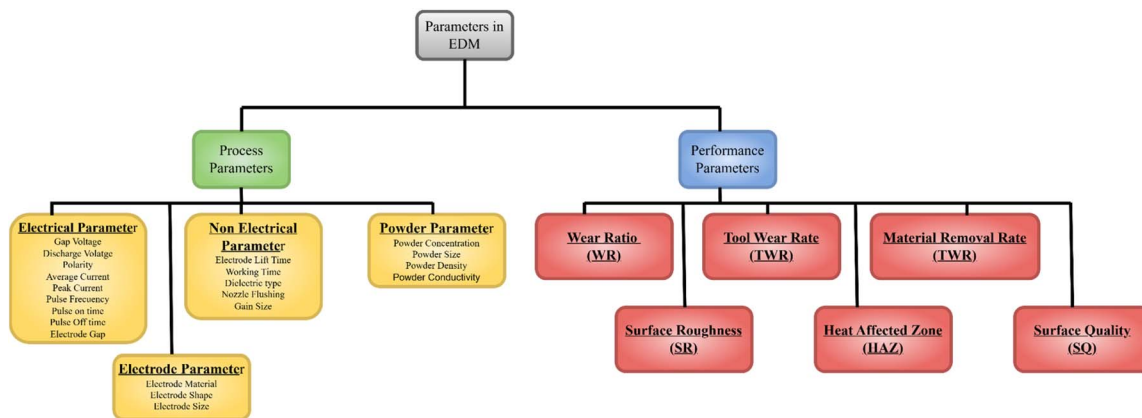 Parameters in
EDM
Process
Parameters
Performance
Parameters
Electrical Parameter
Gap Voltage
Discharge Volatge
Polarity
Average Current
Peak Current
Pulse Frecuency
Pulse on time
Pulse Off time
Electrode Gap
Non Electrical
Parameter
Electrode Lift Time
Working Time
Dielectric type
Nozzle Flushing
Gain Size
Powder Parameter
Powder Concentration
Powder Size
Powder Density
Powder Conductivity
Electrode Parameter
Electrode Material
Electrode Shape
Electrode Size
Wear Ratio
(WR)
Tool Wear Rate
(TWR)
Material Removal Rate
(TWR)
Surface Roughness
(SR)
Heat Affected Zone
(HAZ)
Surface Quality
(SQ)